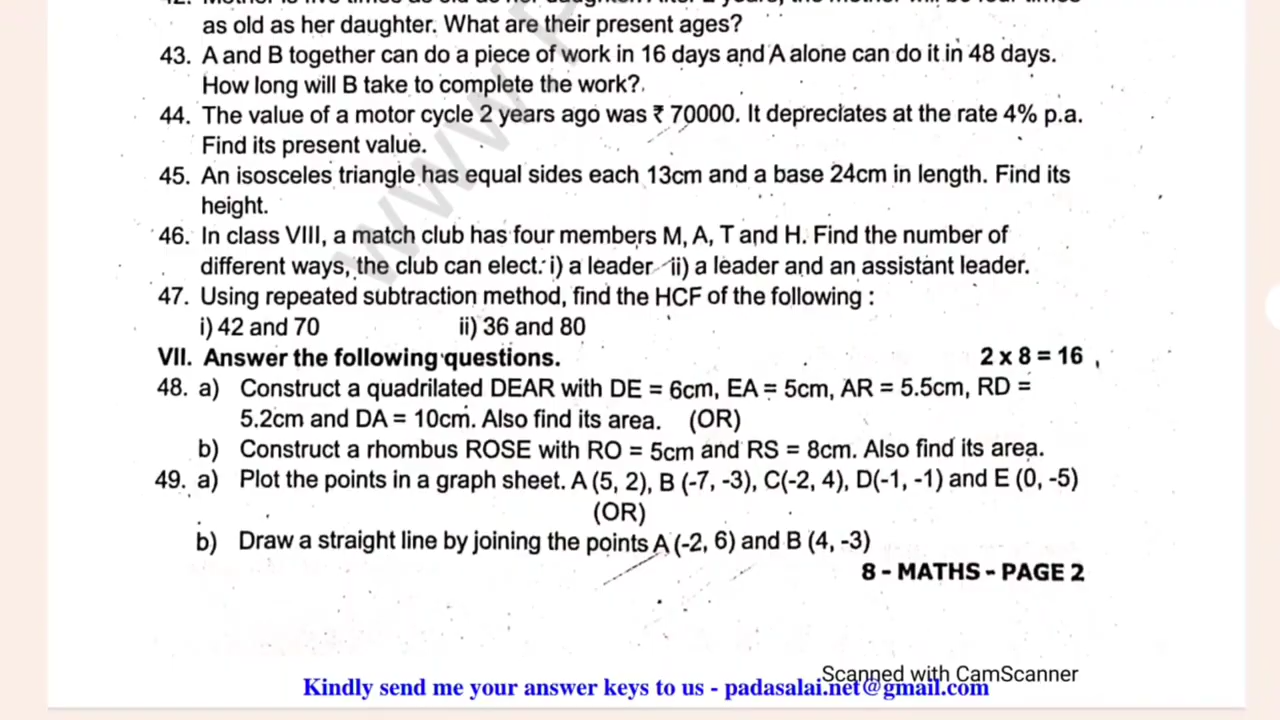 as old as her daughter. What are their present ages?
43. A and B together can do a piece of work in 16 days and A alone can do it in 48 days.
How long will B take to complete the work?
44. The value of a motor cycle 2 years ago was ₹ 70000. It depreciates at the rate 4% p.a.
Find its present value.
45. An isosceles triangle has equal sides each 13cm and a base 24cm in length. Find its
height.
46. In class VIII, a match club has four members M, A, T and H. Find the number of
different ways, the club can elect. i) a leader ii) a leader and an assistant leader.
47. Using repeated subtraction method, find the HCF of the following :
i) 42 and 70 ii) 36 and 80
VII. Answer the following questions. 2 x 8 = 16
48. a) Construct a quadrilated DEAR with DE = 6cm, EA = 5cm, AR = 5.5cm, RD =
5.2cm and DA = 10cm. Also find its area. (OR)
b) Construct a rhombus ROSE with RO = 5cm and RS = 8cm. Also find its area.
49. a) Plot the points in a graph sheet. A (5, 2), B (-7, -3), C(-2, 4), D(-1, -1) and E (0, -5)
(OR)
b) Draw a straight line by joining the points A (-2, 6) and B (4, -3)
8 - MATHS - PAGE 2
Scanned with CamScanner
Kindly send me your answer keys to us - padasalai.net@gmail.com
www.